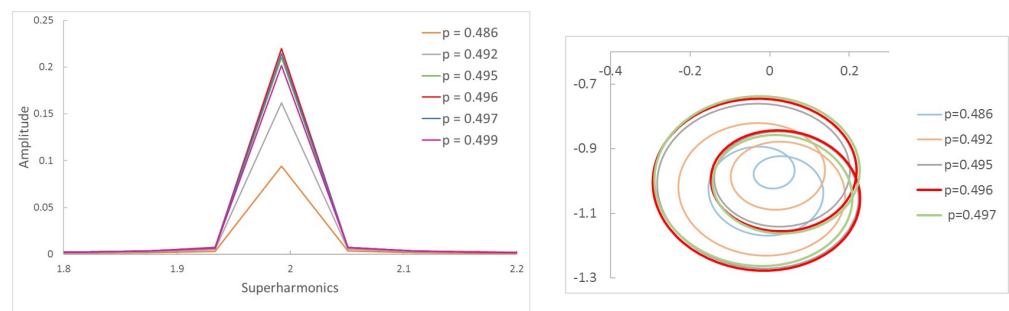 0.25
0.2
0.15
0.1
0.05
0
Amplitude
1.8
1.9
2
2.1
2.2
Superharmonics
p = 0.486
p = 0.492
p = 0.495
p = 0.496
p = 0.497
p = 0.499
-0.4
-0.2
0
0.2
-0.7
-0.9
-1.1
-1.3
p=0.486
p=0.492
p=0.495
p=0.496
p=0.497